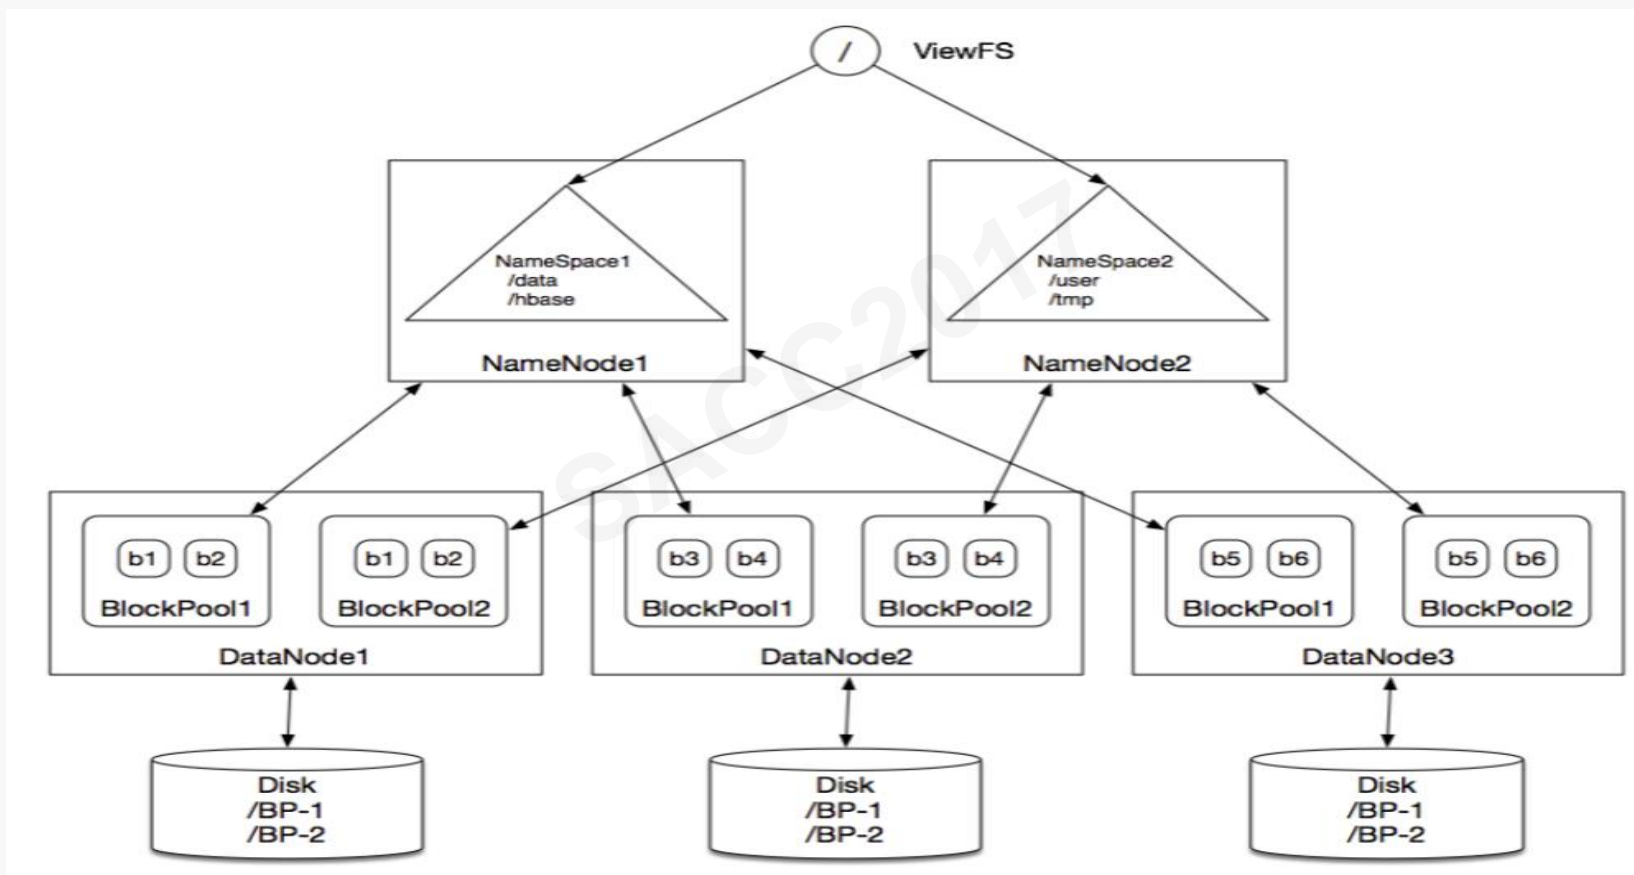 / ViewFS
NameSpace1
/data
/hbase
NameNode1
NameSpace2
/user
/tmp
NameNode2
b1 b2
BlockPool1
b1 b2
BlockPool2
DataNode1
b3 b4
BlockPool1
b3 b4
BlockPool2
DataNode2
b5 b6
BlockPool1
b5 b6
BlockPool2
DataNode3
Disk
/BP-1
/BP-2
Disk
/BP-1
/BP-2
Disk
/BP-1
/BP-2
SACC2017